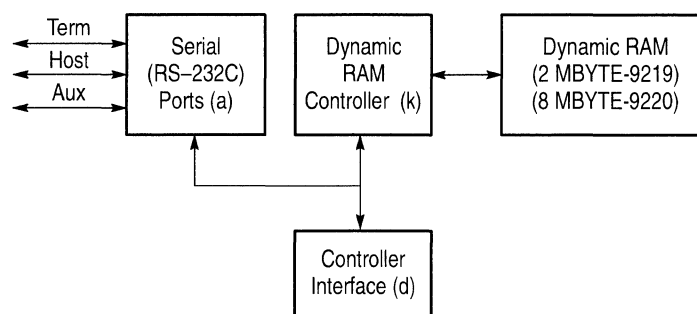 Term
Host
Aux
Serial
(RS–232C)
Ports (a)
Dynamic
RAM
Controller (k)
Dynamic RAM
(2 MBYTE-9219)
(8 MBYTE-9220)
Controller
Interface (d)